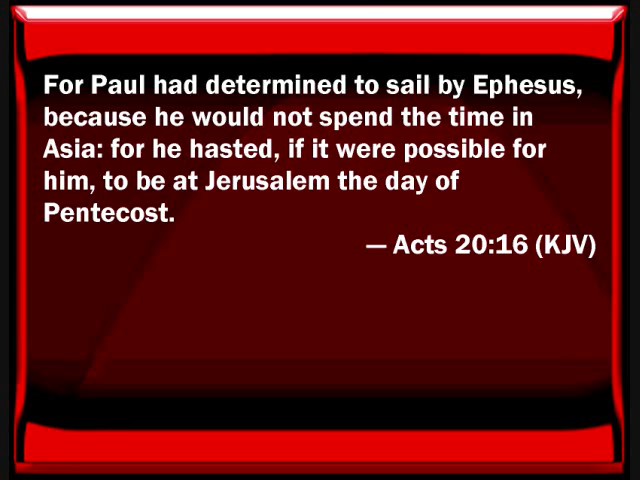 For Paul had determined to sail by Ephesus,
because he would not spend the time in
Asia: for he hasted, if it were possible for
him, to be at Jerusalem the day of
Pentecost.
— Acts 20:16 (KJV)